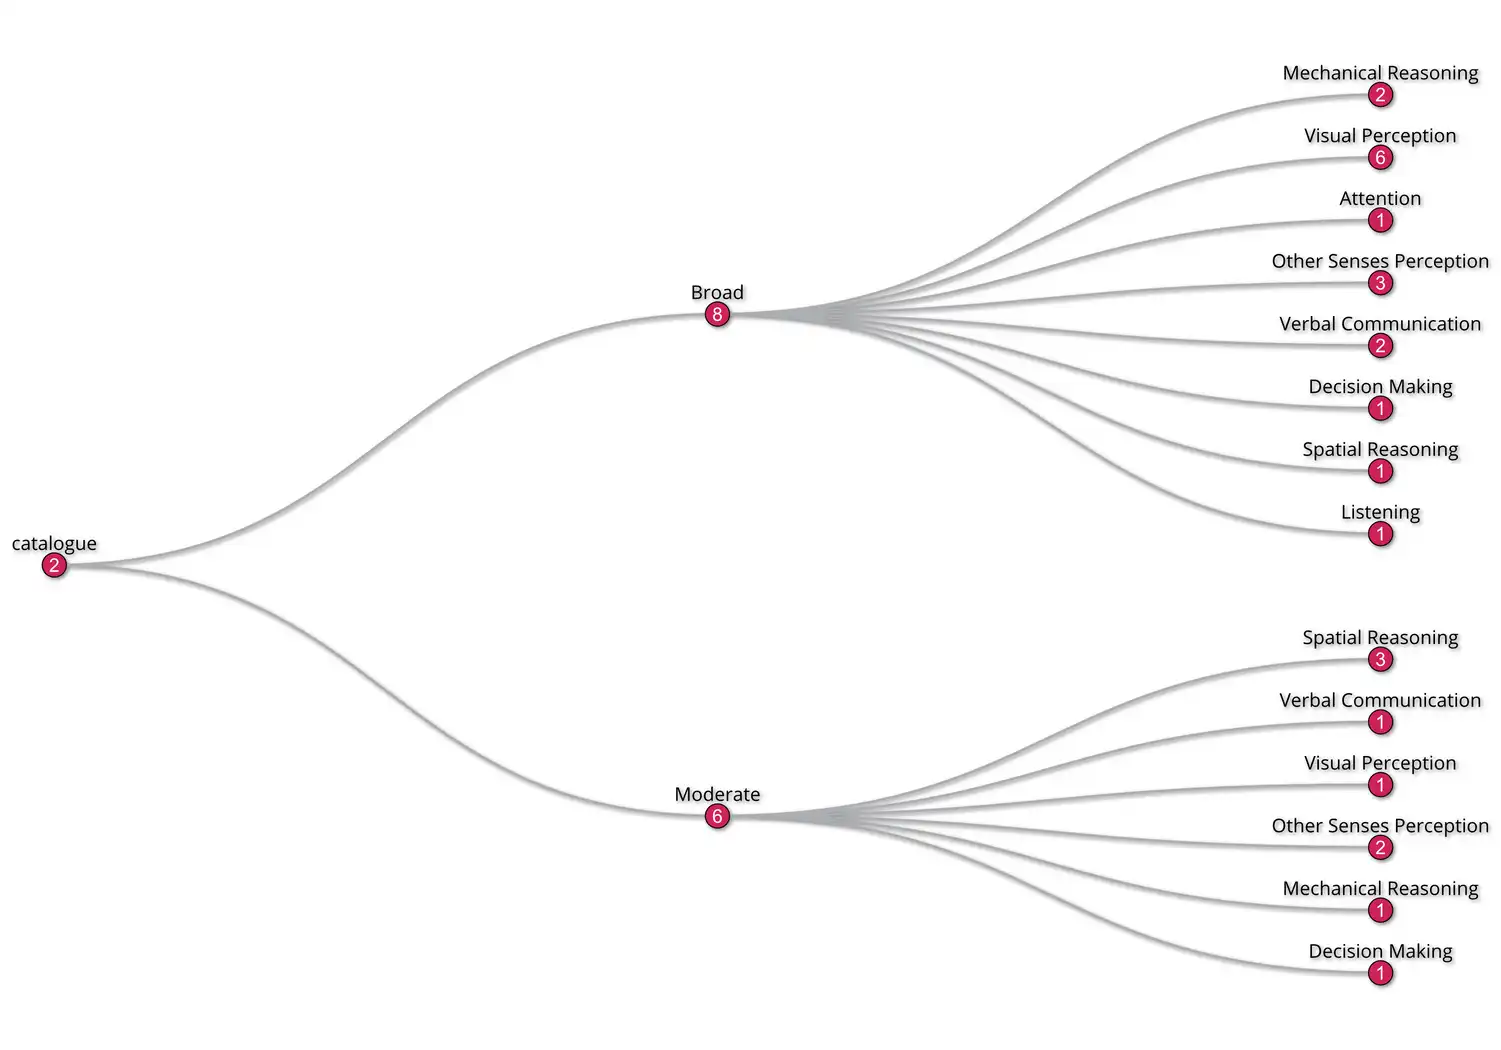 catalogue
2
Broad
8
Mechanical Reasoning
2
Visual Perception
6
Attention
1
Other Senses Perception
3
Verbal Communication
2
Decision Making
1
Spatial Reasoning
1
Listening
1
Moderate
6
Spatial Reasoning
3
Verbal Communication
1
Visual Perception
1
Other Senses Perception
2
Mechanical Reasoning
1
Decision Making
1